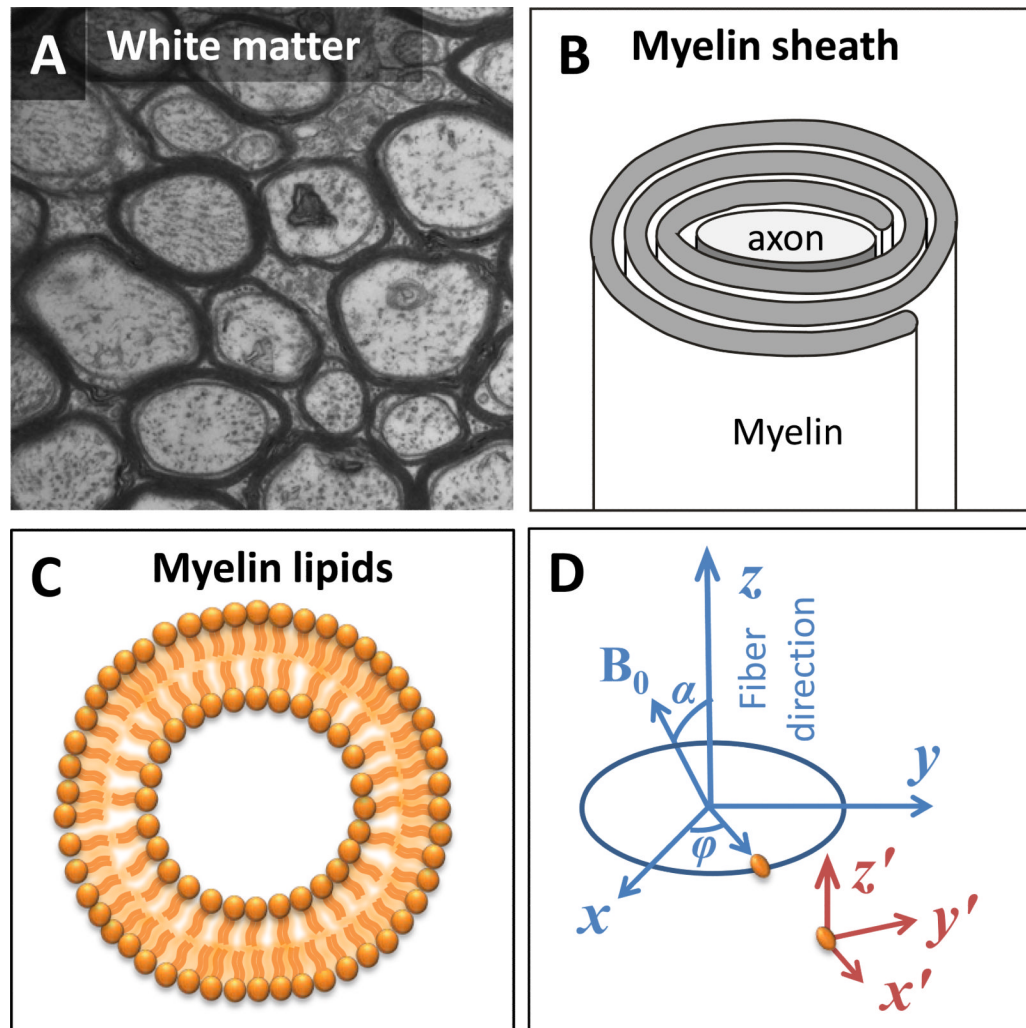 A
White matter
B
Myelin sheath
axon
Myelin
C
Myelin lipids
D
z
Fiber
direction
B₀
α
y
φ
x
z'
y'
x'